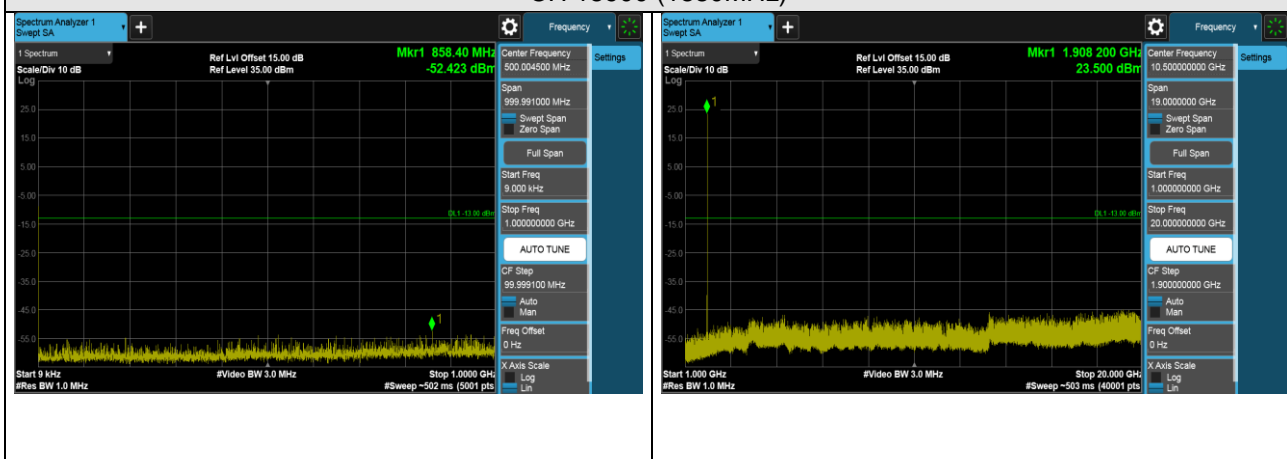 Spectrum Analyzer 1
Swept SA
+
Frequency
1 Spectrum
Scale/Div 10 dB
Log
Ref Lvl Offset 15.00 dB
Ref Level 35.00 dBm
Mkr1 858.40 MHz
-52.423 dBm
25.0
15.0
5.00
-5.00
-15.0
-25.0
-35.0
-45.0
-55.0
DL1 -13.00 dBm
1
Start 9 kHz
#Res BW 1.0 MHz
#Video BW 3.0 MHz
Stop 1.0000 GHz
#Sweep ~502 ms (5001 pts
Center Frequency
500.004500 MHz
Span
999.991000 MHz
Swept Span
Zero Span
Full Span
Start Freq
9.000 kHz
Stop Freq
1.000000000 GHz
AUTO TUNE
CF Step
99.999100 MHz
Auto
Man
Freq Offset
0 Hz
X Axis Scale
Log
Lin
Settings
Spectrum Analyzer 1
Swept SA
+
Frequency
1 Spectrum
Scale/Div 10 dB
Log
Ref Lvl Offset 15.00 dB
Ref Level 35.00 dBm
Mkr1 1.908 200 GHz
23.500 dBm
25.0
15.0
5.00
-5.00
-15.0
-25.0
-35.0
-45.0
-55.0
DL1 -13.00 dBm
1
Start 1.000 GHz
#Res BW 1.0 MHz
#Video BW 3.0 MHz
Stop 20.000 GHz
#Sweep ~503 ms (40001 pts
Center Frequency
10.500000000 GHz
Span
19.0000000 GHz
Swept Span
Zero Span
Full Span
Start Freq
1.000000000 GHz
Stop Freq
20.000000000 GHz
AUTO TUNE
CF Step
1.900000000 GHz
Auto
Man
Freq Offset
0 Hz
X Axis Scale
Log
Lin
Settings